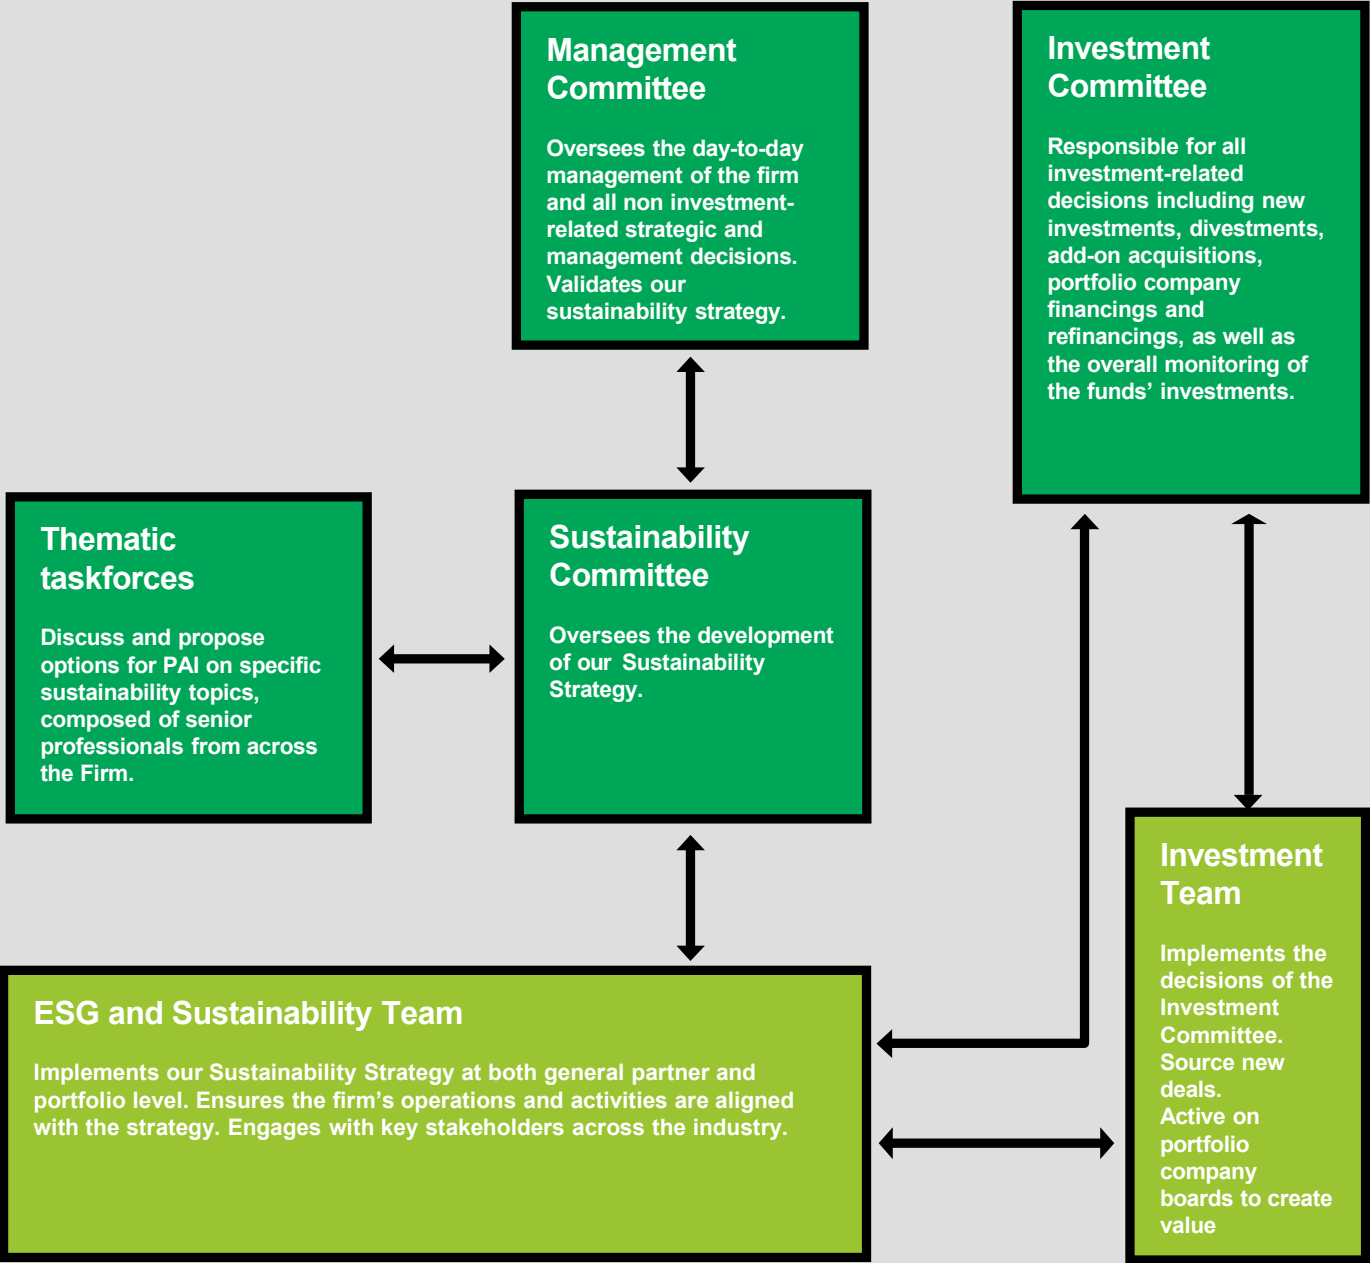 Management
Committee
Oversees the day-to-day
management of the firm
and all non investment-
related strategic and
management decisions.
Validates our
sustainability strategy.
Investment
Committee
Responsible for all
investment-related
decisions including new
investments, divestments,
add-on acquisitions,
portfolio company
financings and
refinancings, as well as
the overall monitoring of
the funds’ investments.
Thematic
taskforces
Discuss and propose
options for PAI on specific
sustainability topics,
composed of senior
professionals from across
the Firm.
Sustainability
Committee
Oversees the development
of our Sustainability
Strategy.
ESG and Sustainability Team
Implements our Sustainability Strategy at both general partner and
portfolio level. Ensures the firm’s operations and activities are aligned
with the strategy. Engages with key stakeholders across the industry.
Investment
Team
Implements the
decisions of the
Investment
Committee.
Source new
deals.
Active on
portfolio
company
boards to create
value